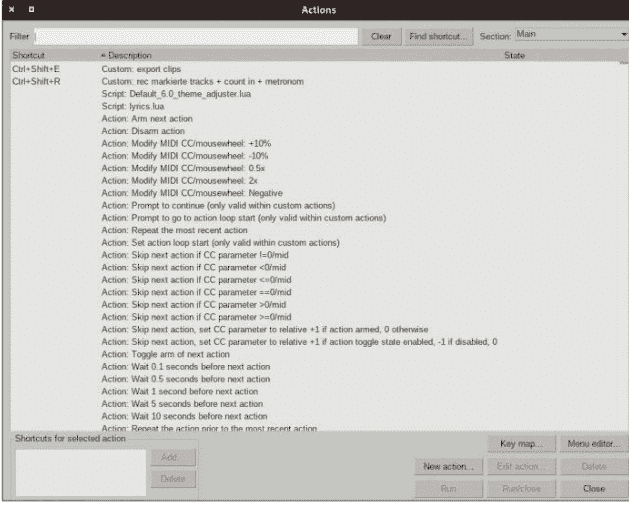 Actions
Filter
Clear
Find shortcut...
Section: Main
Shortcut Description State
Ctrl+Shift+E Custom: export clips
Ctrl+Shift+R Custom: rec markierte tracks + count in + metronom
Script: Default_6.0_theme_adjuster.lua
Script: lyrics.lua
Action: Arm next action
Action: Disarm action
Action: Modify MIDI CC/mousewheel: +10%
Action: Modify MIDI CC/mousewheel: -10%
Action: Modify MIDI CC/mousewheel: 0.5x
Action: Modify MIDI CC/mousewheel: 2x
Action: Modify MIDI CC/mousewheel: Negative
Action: Prompt to continue (only valid within custom actions)
Action: Prompt to go to action loop start (only valid within custom actions)
Action: Repeat the most recent action
Action: Set action loop start (only valid within custom actions)
Action: Skip next action if CC parameter !=0/mid
Action: Skip next action if CC parameter <0/mid
Action: Skip next action if CC parameter <=0/mid
Action: Skip next action if CC parameter ==0/mid
Action: Skip next action if CC parameter >0/mid
Action: Skip next action if CC parameter >=0/mid
Action: Skip next action, set CC parameter to relative +1 if action armed, 0 otherwise
Action: Skip next action, set CC parameter to relative +1 if action toggle state enabled, -1 if disabled, 0
Action: Toggle arm of next action
Action: Wait 0.1 seconds before next action
Action: Wait 0.5 seconds before next action
Action: Wait 1 second before next action
Action: Wait 5 seconds before next action
Action: Wait 10 seconds before next action
Action: Repeat the action prior to the most recent action
Shortcuts for selected action
Add...
Delete
Key map...
Menu editor...
New action...
Edit action...
Delete
Run
Run/close
Close